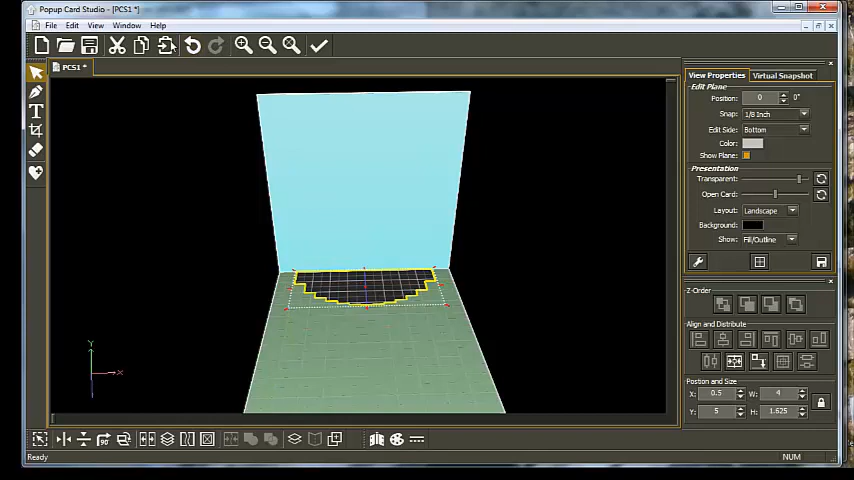 Popup Card Studio - [PCS1 *]
File Edit View Window Help
PCS1 *
View Properties Virtual Snapshot
Edit Plane
Position: 0 0°
Snap: 1/8 Inch
Edit Side: Bottom
Color:
Show Plane:
Presentation
Transparent:
Open Card:
Layout: Landscape
Background:
Show: Fill/Outline
Z-Order
Align and Distribute
Postion and Size
X: 0.5 W: 4
Y: 5 H: 1.625
Y
X
90
Ready NUM